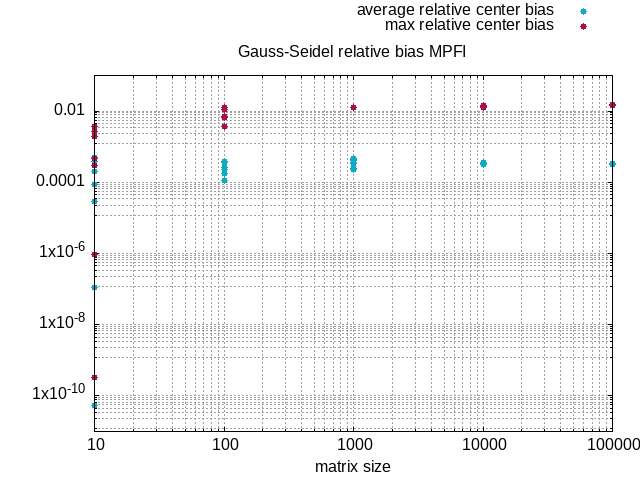 average relative center bias
max relative center bias
Gauss-Seidel relative bias MPFI
0.01
0.0001
1x10-6
1x10-8
1x10-10
10 100 1000 10000 100000
matrix size